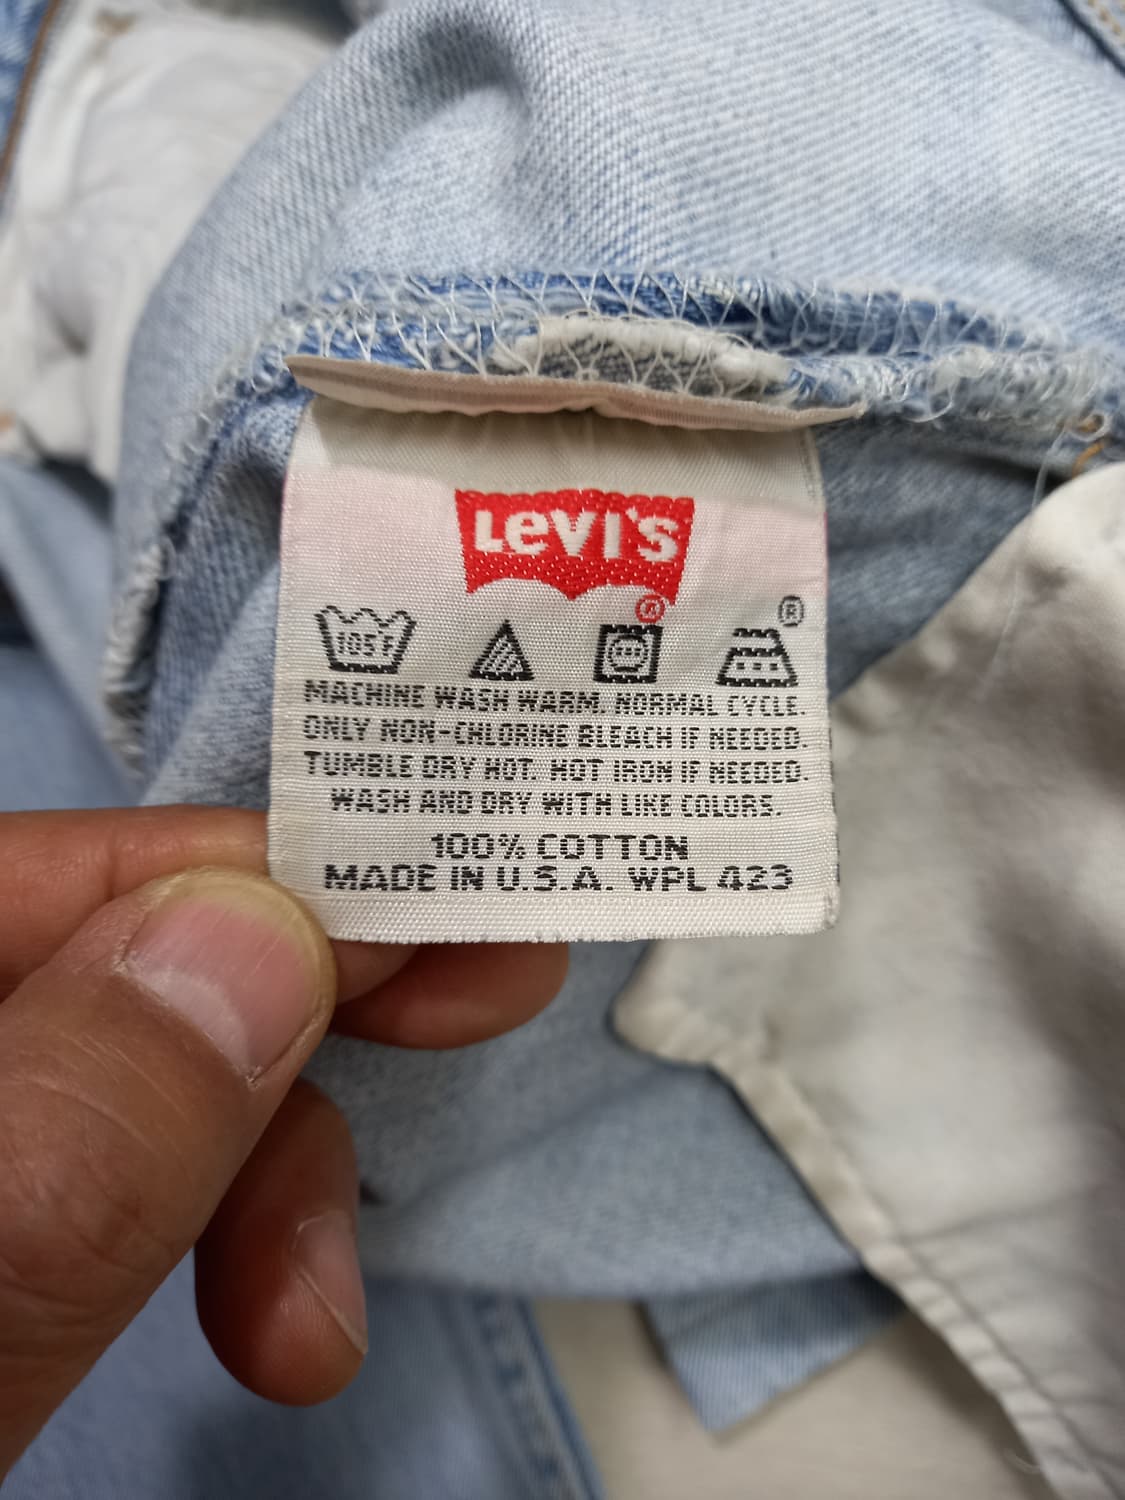 Levi's
®
®
105F
MACHINE WASH WARM. NORMAL CYCLE.
ONLY NON-CHLORINE BLEACH IF NEEDED.
TUMBLE DRY HOT. HOT IRON IF NEEDED.
WASH AND DRY WITH LIKE COLORS.
100% COTTON
MADE IN U.S.A. WPL 423